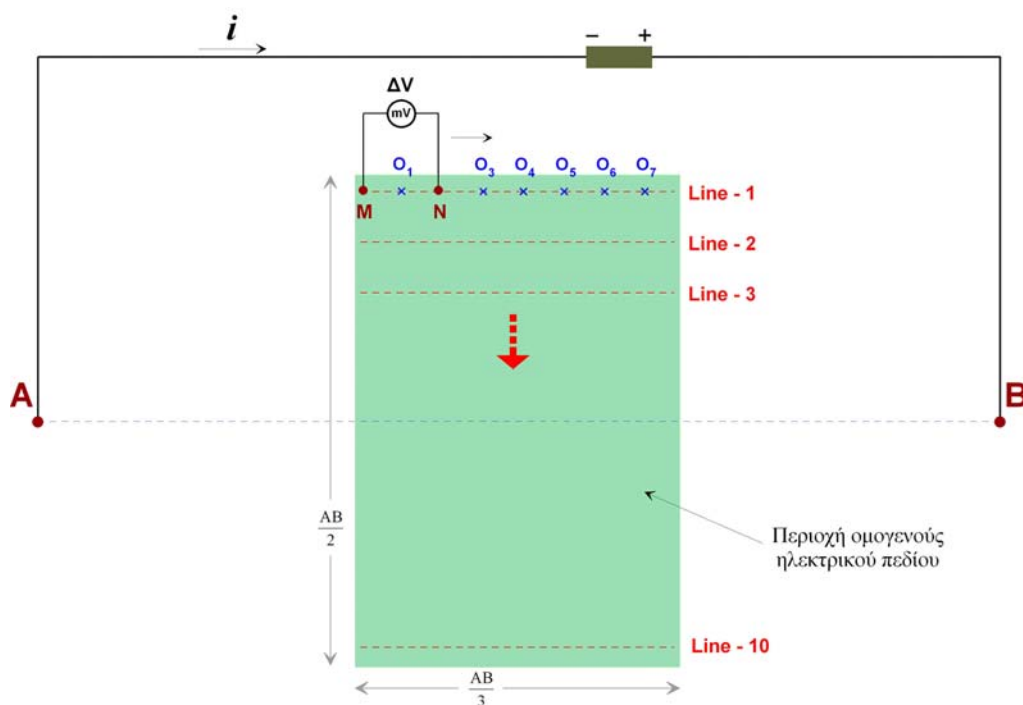 i
− +
ΔV
mV
O1 O3 O4 O5 O6 O7
M N
Line - 1
Line - 2
Line - 3
A B
AB
2
Περιοχή ομογενούς
ηλεκτρικού πεδίου
Line - 10
AB
3